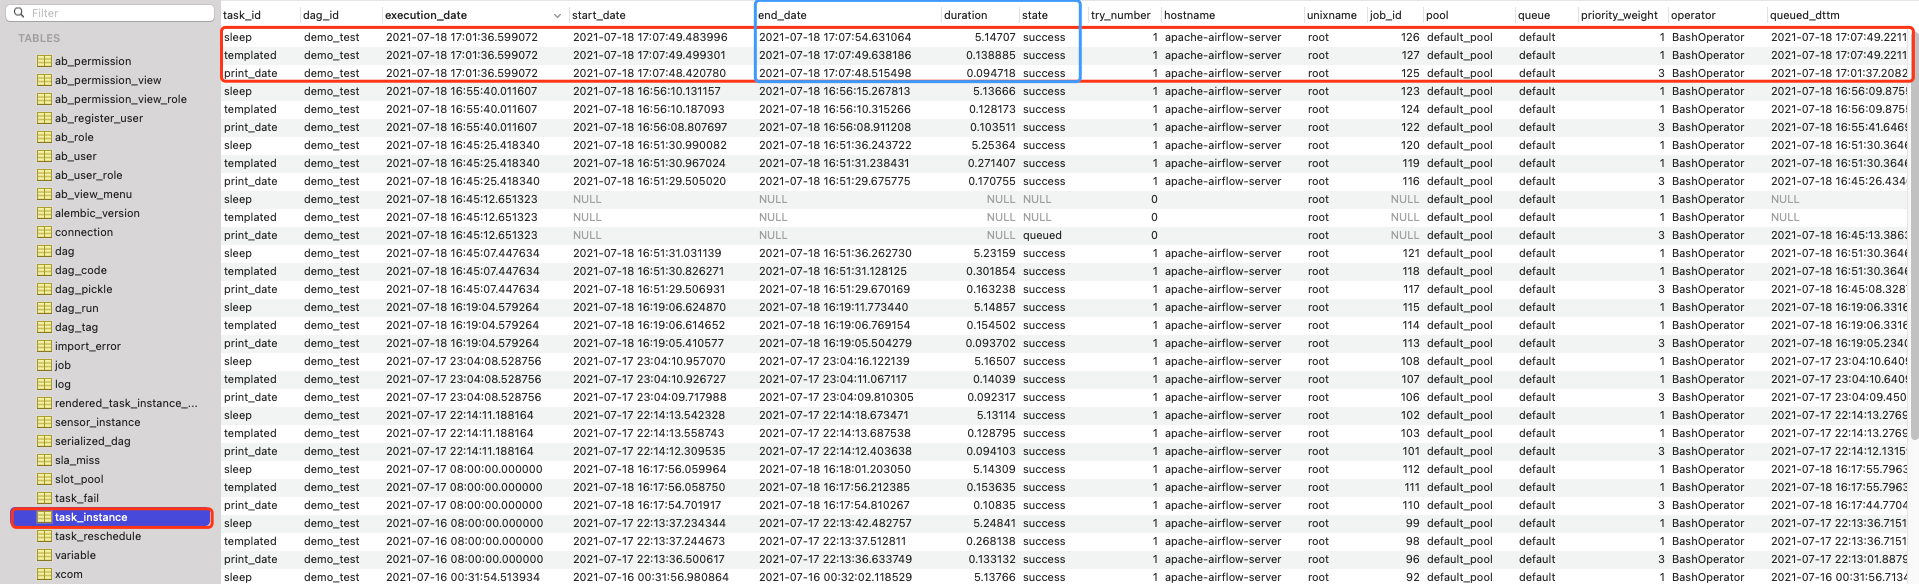 Filter
TABLES
ab_permission
ab_permission_view
ab_permission_view_role
ab_register_user
ab_role
ab_user
ab_user_role
ab_view_menu
alembic_version
connection
dag
dag_code
dag_pickle
dag_run
dag_tag
import_error
job
log
rendered_task_instance_...
sensor_instance
serialized_dag
sla_miss
slot_pool
task_fail
task_instance
task_reschedule
variable
xcom
task_id dag_id execution_date start_date end_date duration state try_number hostname unixname job_id pool queue priority_weight operator queued_dttm
sleep demo_test 2021-07-18 17:01:36.599072 2021-07-18 17:07:49.483996 2021-07-18 17:07:54.631064 5.14707 success 1 apache-airflow-server root 126 default_pool default 1 BashOperator 2021-07-18 17:07:49.2211
templated demo_test 2021-07-18 17:01:36.599072 2021-07-18 17:07:49.499301 2021-07-18 17:07:49.638186 0.138885 success 1 apache-airflow-server root 127 default_pool default 1 BashOperator 2021-07-18 17:07:49.2211
print_date demo_test 2021-07-18 17:01:36.599072 2021-07-18 17:07:48.420780 2021-07-18 17:07:48.515498 0.094718 success 1 apache-airflow-server root 125 default_pool default 3 BashOperator 2021-07-18 17:01:37.2082
sleep demo_test 2021-07-18 16:55:40.011607 2021-07-18 16:56:10.131157 2021-07-18 16:56:15.267813 5.13666 success 1 apache-airflow-server root 123 default_pool default 1 BashOperator 2021-07-18 16:56:09.875
templated demo_test 2021-07-18 16:55:40.011607 2021-07-18 16:56:10.187093 2021-07-18 16:56:10.315266 0.128173 success 1 apache-airflow-server root 124 default_pool default 1 BashOperator 2021-07-18 16:56:09.875
print_date demo_test 2021-07-18 16:55:40.011607 2021-07-18 16:56:08.807697 2021-07-18 16:56:08.911208 0.103511 success 1 apache-airflow-server root 122 default_pool default 3 BashOperator 2021-07-18 16:55:41.6469
sleep demo_test 2021-07-18 16:45:25.418340 2021-07-18 16:51:30.990082 2021-07-18 16:51:36.243722 5.25364 success 1 apache-airflow-server root 120 default_pool default 1 BashOperator 2021-07-18 16:51:30.3646
templated demo_test 2021-07-18 16:45:25.418340 2021-07-18 16:51:30.967024 2021-07-18 16:51:31.238431 0.271407 success 1 apache-airflow-server root 119 default_pool default 1 BashOperator 2021-07-18 16:51:30.3646
print_date demo_test 2021-07-18 16:45:25.418340 2021-07-18 16:51:29.505020 2021-07-18 16:51:29.675775 0.170755 success 1 apache-airflow-server root 116 default_pool default 3 BashOperator 2021-07-18 16:45:26.434
sleep demo_test 2021-07-18 16:45:12.651323 NULL NULL NULL NULL 0 root NULL default_pool default 1 BashOperator NULL
templated demo_test 2021-07-18 16:45:12.651323 NULL NULL NULL NULL 0 root NULL default_pool default 1 BashOperator NULL
print_date demo_test 2021-07-18 16:45:12.651323 NULL NULL NULL queued 0 root NULL default_pool default 3 BashOperator 2021-07-18 16:45:13.3863
sleep demo_test 2021-07-18 16:45:07.447634 2021-07-18 16:51:31.031139 2021-07-18 16:51:36.262730 5.23159 success 1 apache-airflow-server root 121 default_pool default 1 BashOperator 2021-07-18 16:51:30.3646
templated demo_test 2021-07-18 16:45:07.447634 2021-07-18 16:51:30.826271 2021-07-18 16:51:31.128125 0.301854 success 1 apache-airflow-server root 118 default_pool default 1 BashOperator 2021-07-18 16:51:30.3646
print_date demo_test 2021-07-18 16:45:07.447634 2021-07-18 16:51:29.506931 2021-07-18 16:51:29.670169 0.163238 success 1 apache-airflow-server root 117 default_pool default 3 BashOperator 2021-07-18 16:45:08.328
sleep demo_test 2021-07-18 16:19:04.579264 2021-07-18 16:19:06.624870 2021-07-18 16:19:11.773440 5.14857 success 1 apache-airflow-server root 115 default_pool default 1 BashOperator 2021-07-18 16:19:06.3316
templated demo_test 2021-07-18 16:19:04.579264 2021-07-18 16:19:06.614652 2021-07-18 16:19:06.769154 0.154502 success 1 apache-airflow-server root 114 default_pool default 1 BashOperator 2021-07-18 16:19:06.3316
print_date demo_test 2021-07-18 16:19:04.579264 2021-07-18 16:19:05.410577 2021-07-18 16:19:05.504279 0.093702 success 1 apache-airflow-server root 113 default_pool default 3 BashOperator 2021-07-18 16:19:05.2340
sleep demo_test 2021-07-17 23:04:08.528756 2021-07-17 23:04:10.957070 2021-07-17 23:04:16.122139 5.16507 success 1 apache-airflow-server root 108 default_pool default 1 BashOperator 2021-07-17 23:04:10.6409
templated demo_test 2021-07-17 23:04:08.528756 2021-07-17 23:04:10.926727 2021-07-17 23:04:11.067117 0.14039 success 1 apache-airflow-server root 107 default_pool default 1 BashOperator 2021-07-17 23:04:10.6409
print_date demo_test 2021-07-17 23:04:08.528756 2021-07-17 23:04:09.717988 2021-07-17 23:04:09.810305 0.092317 success 1 apache-airflow-server root 106 default_pool default 3 BashOperator 2021-07-17 23:04:09.450
sleep demo_test 2021-07-17 22:14:11.188164 2021-07-17 22:14:13.542328 2021-07-17 22:14:18.673471 5.13114 success 1 apache-airflow-server root 102 default_pool default 1 BashOperator 2021-07-17 22:14:13.2769
templated demo_test 2021-07-17 22:14:11.188164 2021-07-17 22:14:13.558743 2021-07-17 22:14:13.687538 0.128795 success 1 apache-airflow-server root 103 default_pool default 1 BashOperator 2021-07-17 22:14:13.2769
print_date demo_test 2021-07-17 22:14:11.188164 2021-07-17 22:14:12.309535 2021-07-17 22:14:12.403638 0.094103 success 1 apache-airflow-server root 101 default_pool default 3 BashOperator 2021-07-17 22:14:12.1315
sleep demo_test 2021-07-17 08:00:00.000000 2021-07-18 16:17:56.059964 2021-07-18 16:18:01.203050 5.14309 success 1 apache-airflow-server root 112 default_pool default 1 BashOperator 2021-07-18 16:17:55.7963
templated demo_test 2021-07-17 08:00:00.000000 2021-07-18 16:17:56.058750 2021-07-18 16:17:56.212385 0.153635 success 1 apache-airflow-server root 111 default_pool default 1 BashOperator 2021-07-18 16:17:55.7963
print_date demo_test 2021-07-17 08:00:00.000000 2021-07-18 16:17:54.701917 2021-07-18 16:17:54.810267 0.10835 success 1 apache-airflow-server root 110 default_pool default 3 BashOperator 2021-07-18 16:17:44.7704
sleep demo_test 2021-07-16 08:00:00.000000 2021-07-17 22:13:37.234344 2021-07-17 22:13:42.482757 5.24841 success 1 apache-airflow-server root 99 default_pool default 1 BashOperator 2021-07-17 22:13:36.7151
templated demo_test 2021-07-16 08:00:00.000000 2021-07-17 22:13:37.244673 2021-07-17 22:13:37.512811 0.268138 success 1 apache-airflow-server root 98 default_pool default 1 BashOperator 2021-07-17 22:13:36.7151
print_date demo_test 2021-07-16 08:00:00.000000 2021-07-17 22:13:36.500617 2021-07-17 22:13:36.633749 0.133132 success 1 apache-airflow-server root 96 default_pool default 3 BashOperator 2021-07-17 22:13:01.8879
sleep demo_test 2021-07-16 00:31:54.513934 2021-07-16 00:31:56.980864 2021-07-16 00:32:02.118529 5.13766 success 1 apache-airflow-server root 92 default_pool default 1 BashOperator 2021-07-16 00:31:56.7134